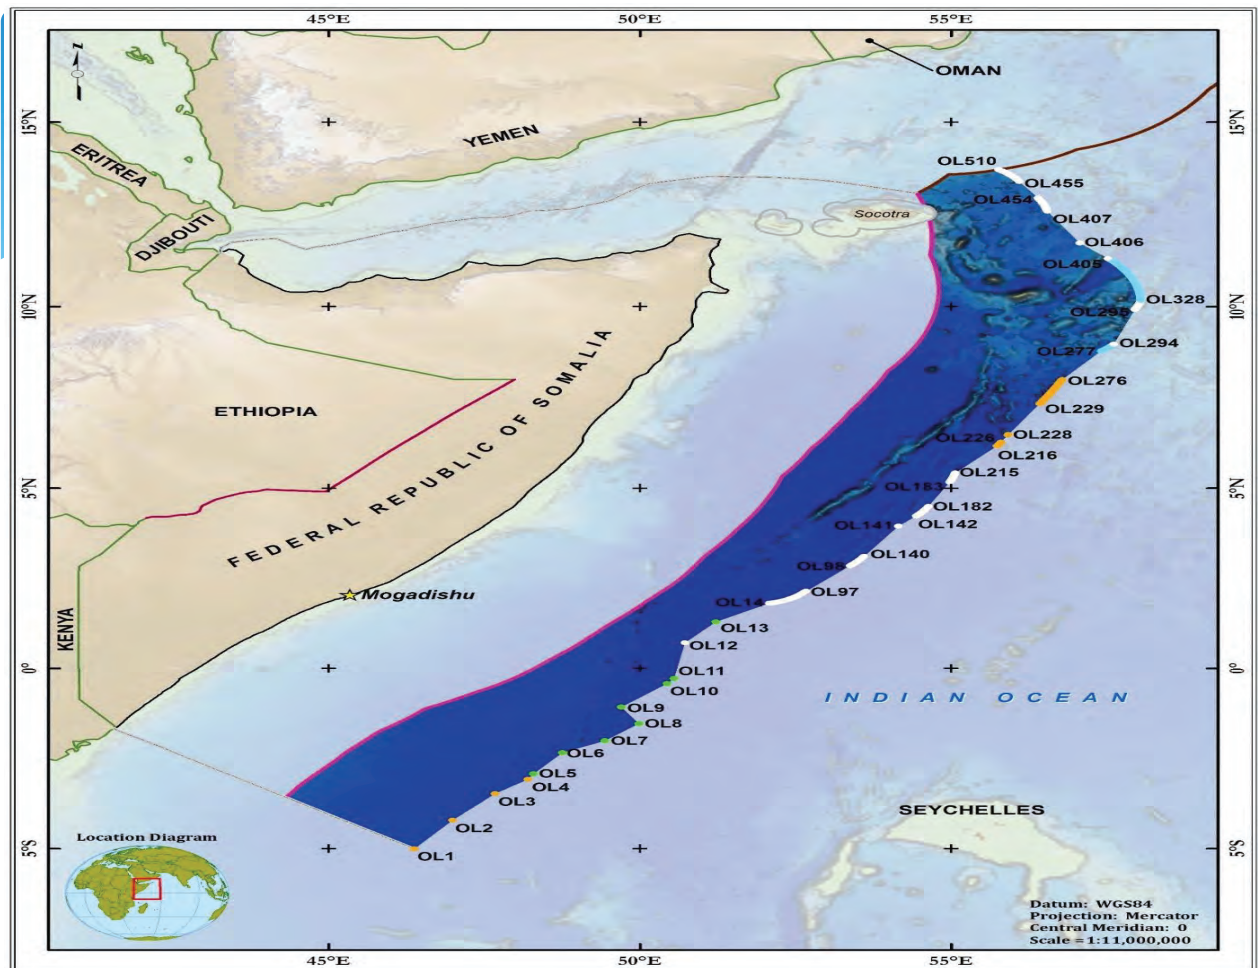 45°E 50°E 55°E
OMAN
15°N 15°N
YEMEN
ERITREA
OL510
OL455
OL454
DJIBOUTI
Socotra
OL407
OL406
OL405
10°N 10°N
OL328
OL295
OL294
OL277
OL276
ETHIOPIA
OL229
FEDERAL REPUBLIC OF SOMALIA
OL228
OL226
OL216
OL215
5°N 5°N
OL183
OL182
OL142
OL141
OL140
OL98
Mogadishu
OL97
OL14
KENYA
OL13
OL12
0° 0°
OL11
OL10
INDIAN OCEAN
OL9
OL8
OL7
OL6
OL5
OL4
OL3
SEYCHELLES
OL2
Location Diagram
5°S 5°S
OL1
Datum: WGS84
Projection: Mercator
Central Meridian: 0
Scale =1:11,000,000
45°E 50°E 55°E